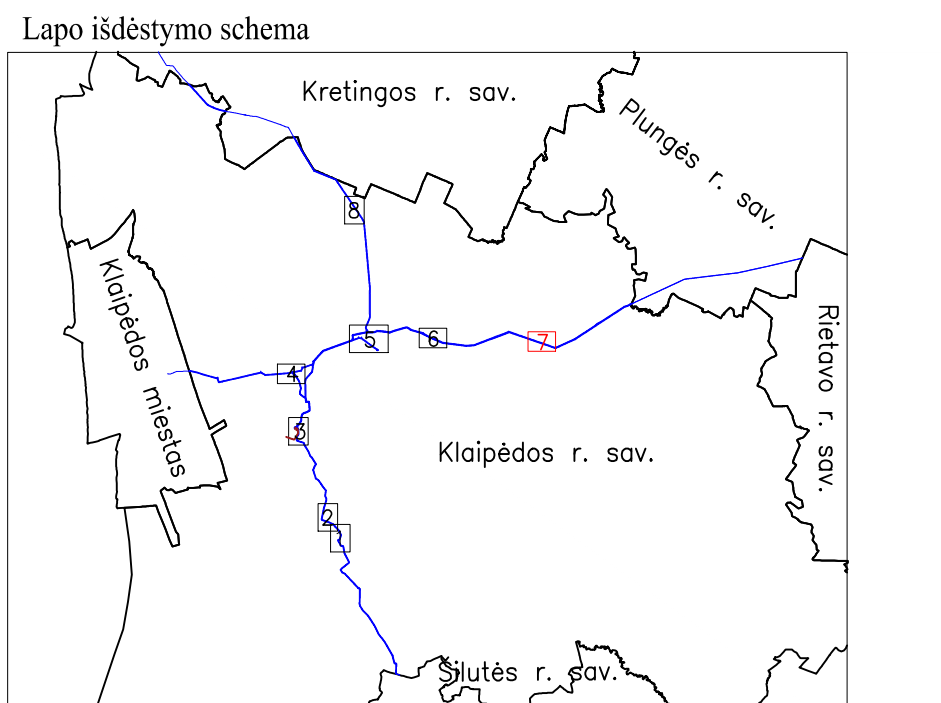 Lapo išdėstymo schema
Kretingos r. sav.
Plungės r. sav.
8
Klaipėdos miestas
Rietavo r. sav.
5
6
7
4
3
Klaipėdos r. sav.
2
Šilutės r. sav.